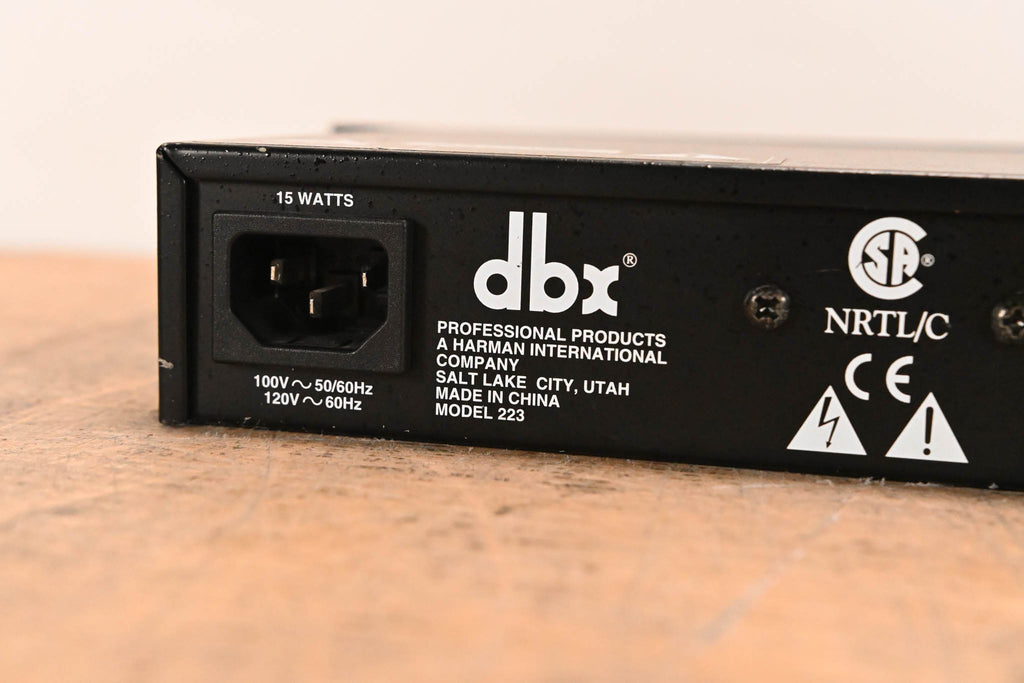 15 WATTS
100V ～ 50/60Hz
120V ～ 60Hz
dbx®
PROFESSIONAL PRODUCTS
A HARMAN INTERNATIONAL
COMPANY
SALT LAKE CITY, UTAH
MADE IN CHINA
MODEL 223
CSA®
NRTL/C
CE